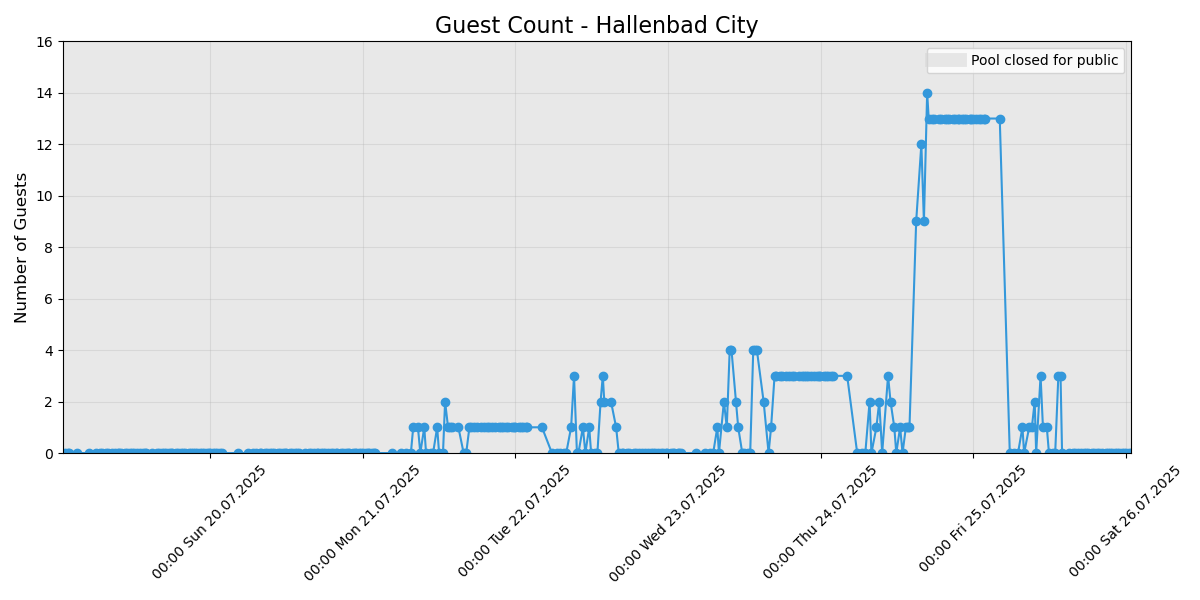 Guest Count - Hallenbad City
Pool closed for public
Number of Guests
16
14
12
10
8
6
4
2
0
00:00 Sun 20.07.2025
00:00 Mon 21.07.2025
00:00 Tue 22.07.2025
00:00 Wed 23.07.2025
00:00 Thu 24.07.2025
00:00 Fri 25.07.2025
00:00 Sat 26.07.2025